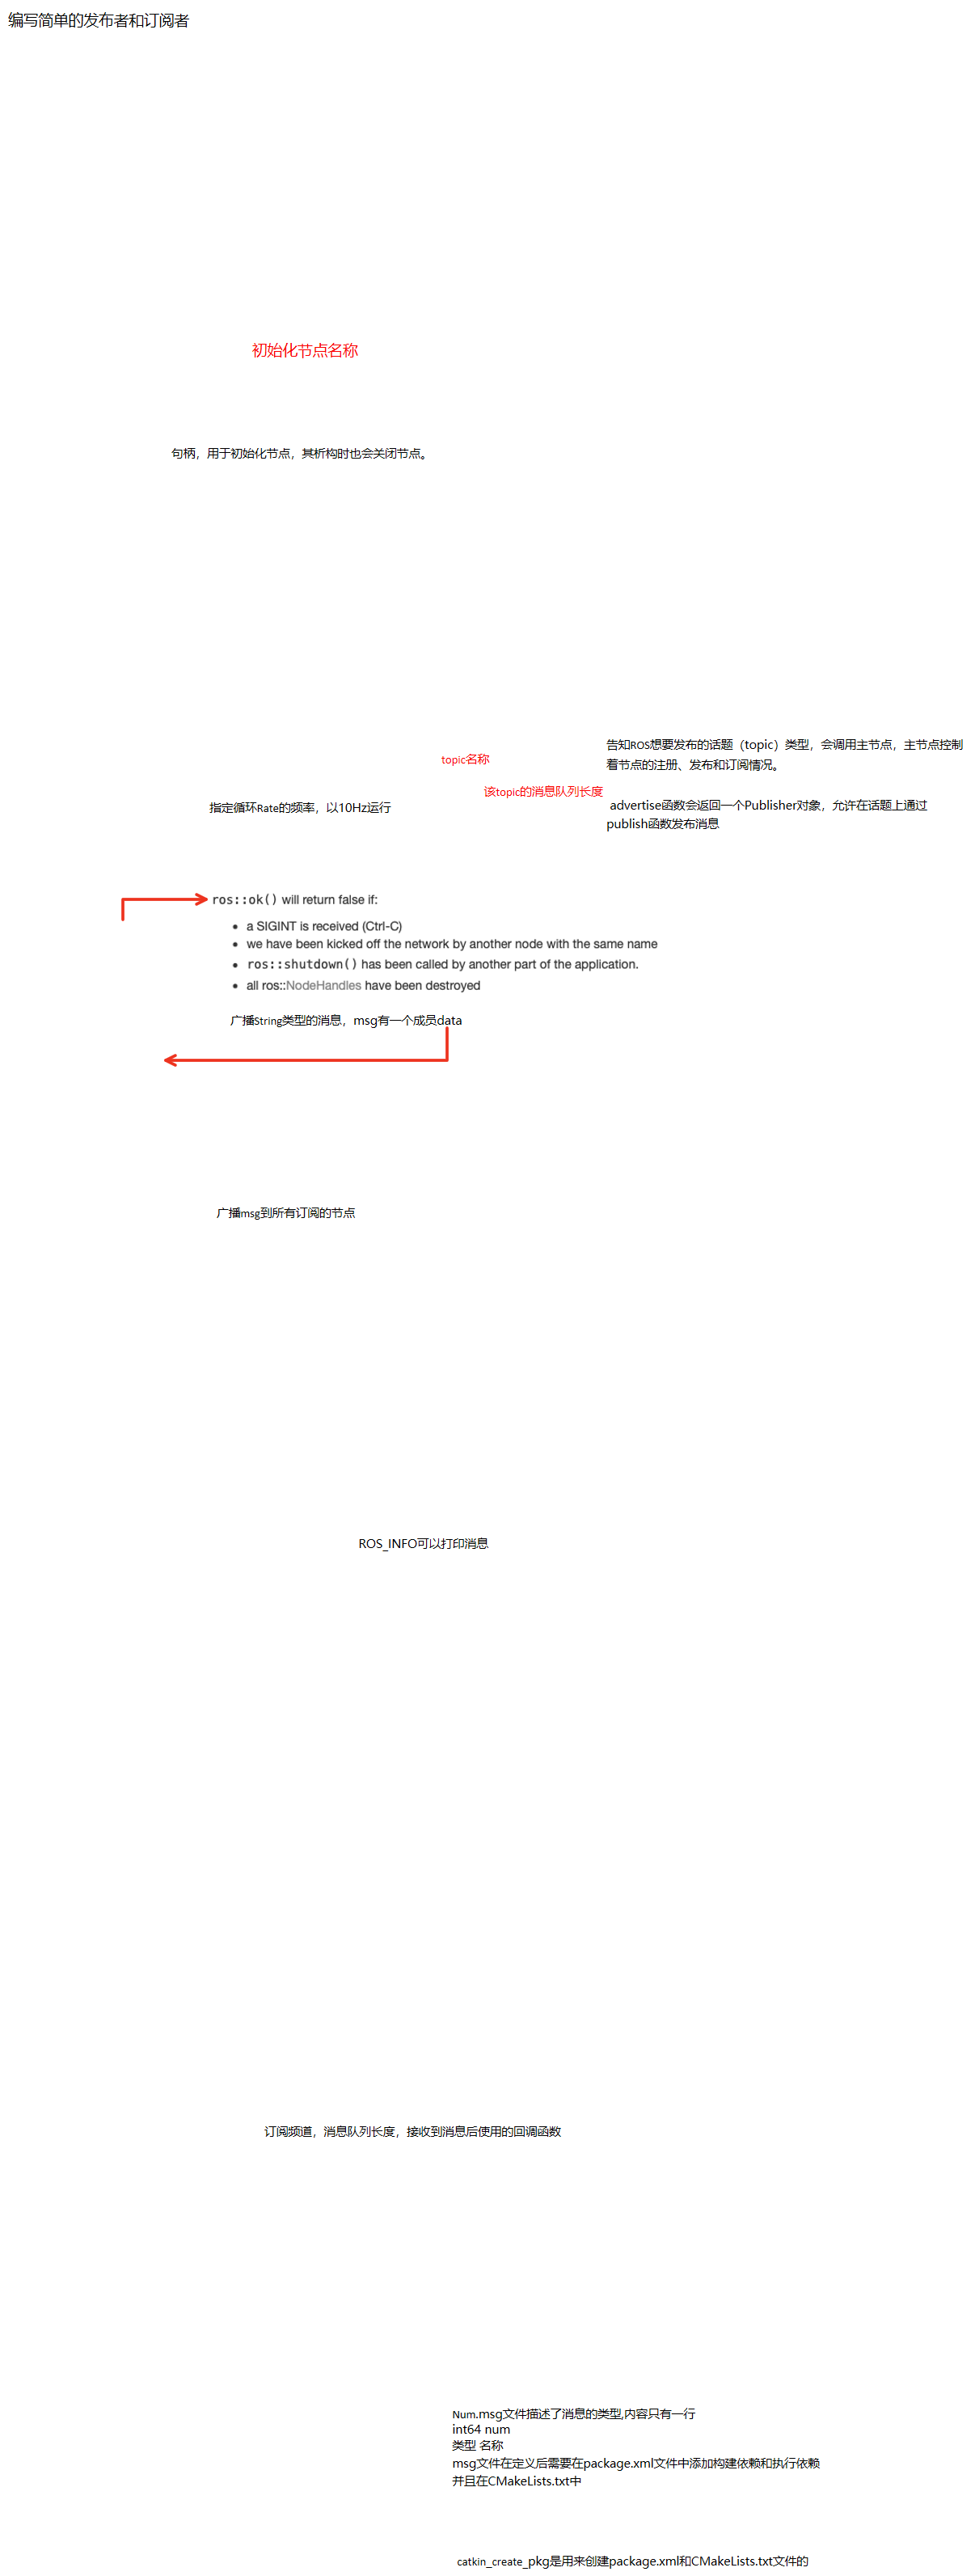 编写简单的发布者和订阅者
初始化节点名称
句柄，用于初始化节点，其析构时也会关闭节点。
告知ROS想要发布的话题（topic）类型，会调用主节点，主节点控制
着节点的注册、发布和订阅情况。
topic名称
该topic的消息队列长度
指定循环Rate的频率，以10Hz运行
advertise函数会返回一个Publisher对象，允许在话题上通过
publish函数发布消息
ros::ok() will return false if:
• a SIGINT is received (Ctrl-C)
• we have been kicked off the network by another node with the same name
• ros::shutdown() has been called by another part of the application.
• all ros::NodeHandles have been destroyed
广播String类型的消息，msg有一个成员data
广播msg到所有订阅的节点
ROS_INFO可以打印消息
订阅频道，消息队列长度，接收到消息后使用的回调函数
Num.msg文件描述了消息的类型,内容只有一行
int64 num
类型 名称
msg文件在定义后需要在package.xml文件中添加构建依赖和执行依赖
并且在CMakeLists.txt中
catkin_create_pkg是用来创建package.xml和CMakeLists.txt文件的